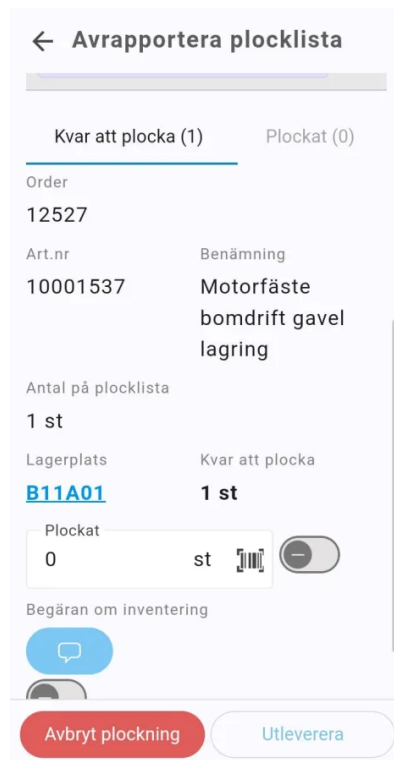 Avrapportera plocklista
Kvar att plocka (1) Plockat (0)
Order
12527
Art.nr Benämning
10001537 Motorfäste
bomdrift gavel
lagring
Antal på plocklista
1 st
Lagerplats Kvar att plocka
B11A01 1 st
Plockat
0 st
Begäran om inventering
Avbryt plockning Utleverera